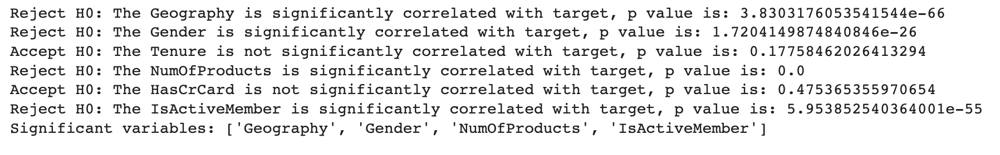 Reject H0: The Geography is significantly correlated with target, p value is: 3.8303176053541544e-66
Reject H0: The Gender is significantly correlated with target, p value is: 1.7204149874840846e-26
Accept H0: The Tenure is not significantly correlated with target, p value is: 0.17758462026413294
Reject H0: The NumOfProducts is significantly correlated with target, p value is: 0.0
Accept H0: The HasCrCard is not significantly correlated with target, p value is: 0.475365355970654
Reject H0: The IsActiveMember is significantly correlated with target, p value is: 5.953852540364001e-55
Significant variables: ['Geography', 'Gender', 'NumOfProducts', 'IsActiveMember']